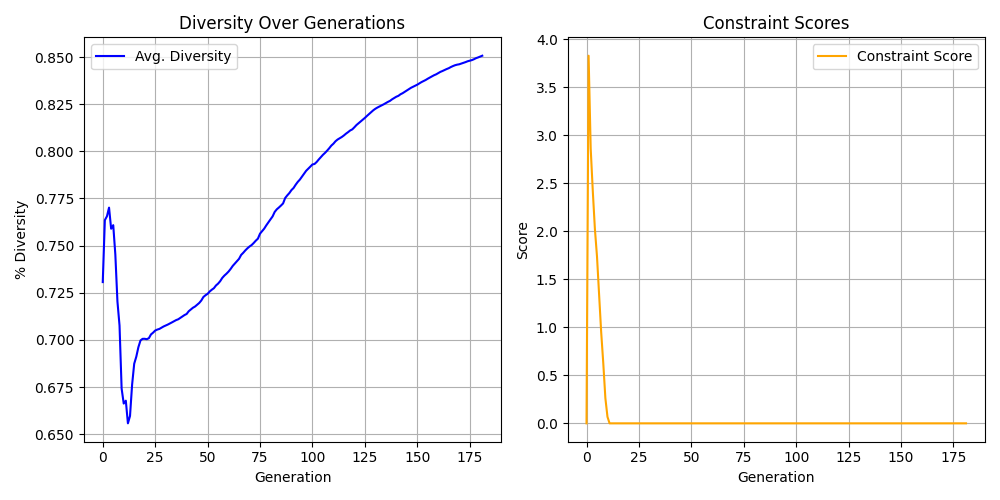 Diversity Over Generations
Avg. Diversity
% Diversity
0.850
0.825
0.800
0.775
0.750
0.725
0.700
0.675
0.650
0 25 50 75 100 125 150 175
Generation
Constraint Scores
Constraint Score
Score
4.0
3.5
3.0
2.5
2.0
1.5
1.0
0.5
0.0
0 25 50 75 100 125 150 175
Generation